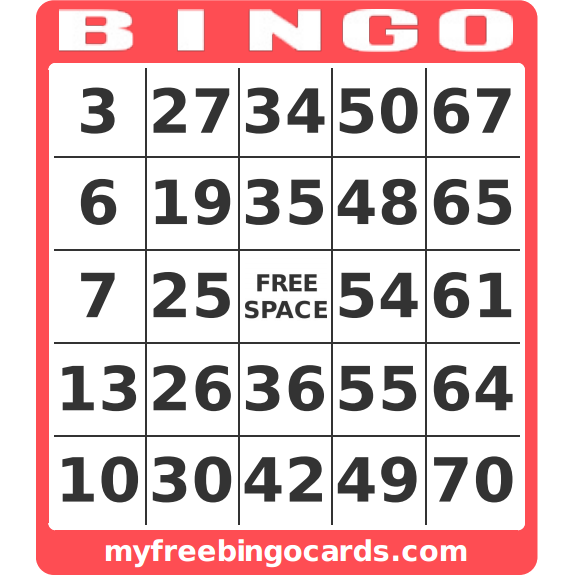 B I N G O
3 27 34 50 67
6 19 35 48 65
7 25 FREE SPACE 54 61
13 26 36 55 64
10 30 42 49 70
myfreebingocards.com